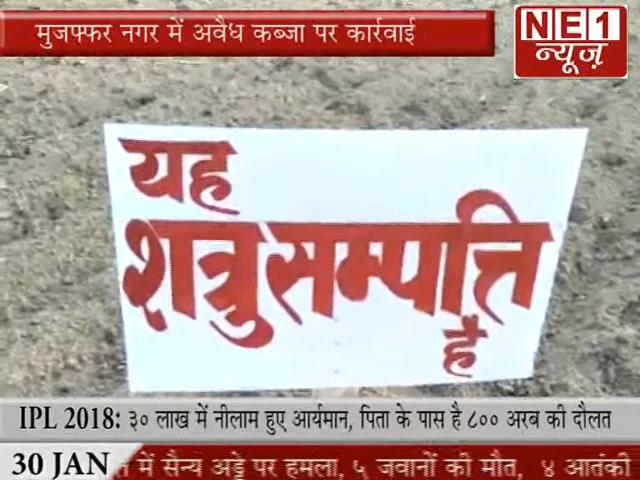 मुजफ्फर नगर में अवैध कब्जा पर कार्रवाई
NE1
न्यूज़
यह
शत्रु सम्पत्ति
है
IPL 2018: ३० लाख में नीलाम हुए आर्यमान, पिता के पास है ८०० अरब की दौलत
30 JAN में सैन्य अड्डे पर हमला, ५ जवानों की मौत, ४ आतंकी